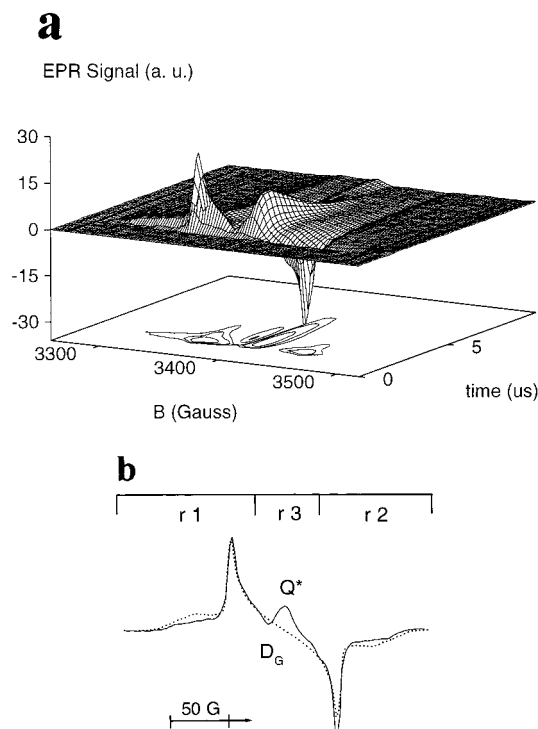 a
EPR Signal (a. u.)
30
15
0
-15
-30
3300
3400
3500
B (Gauss)
0
5
time (us)
b
r 1
r 3
r 2
Q*
D_G
50 G